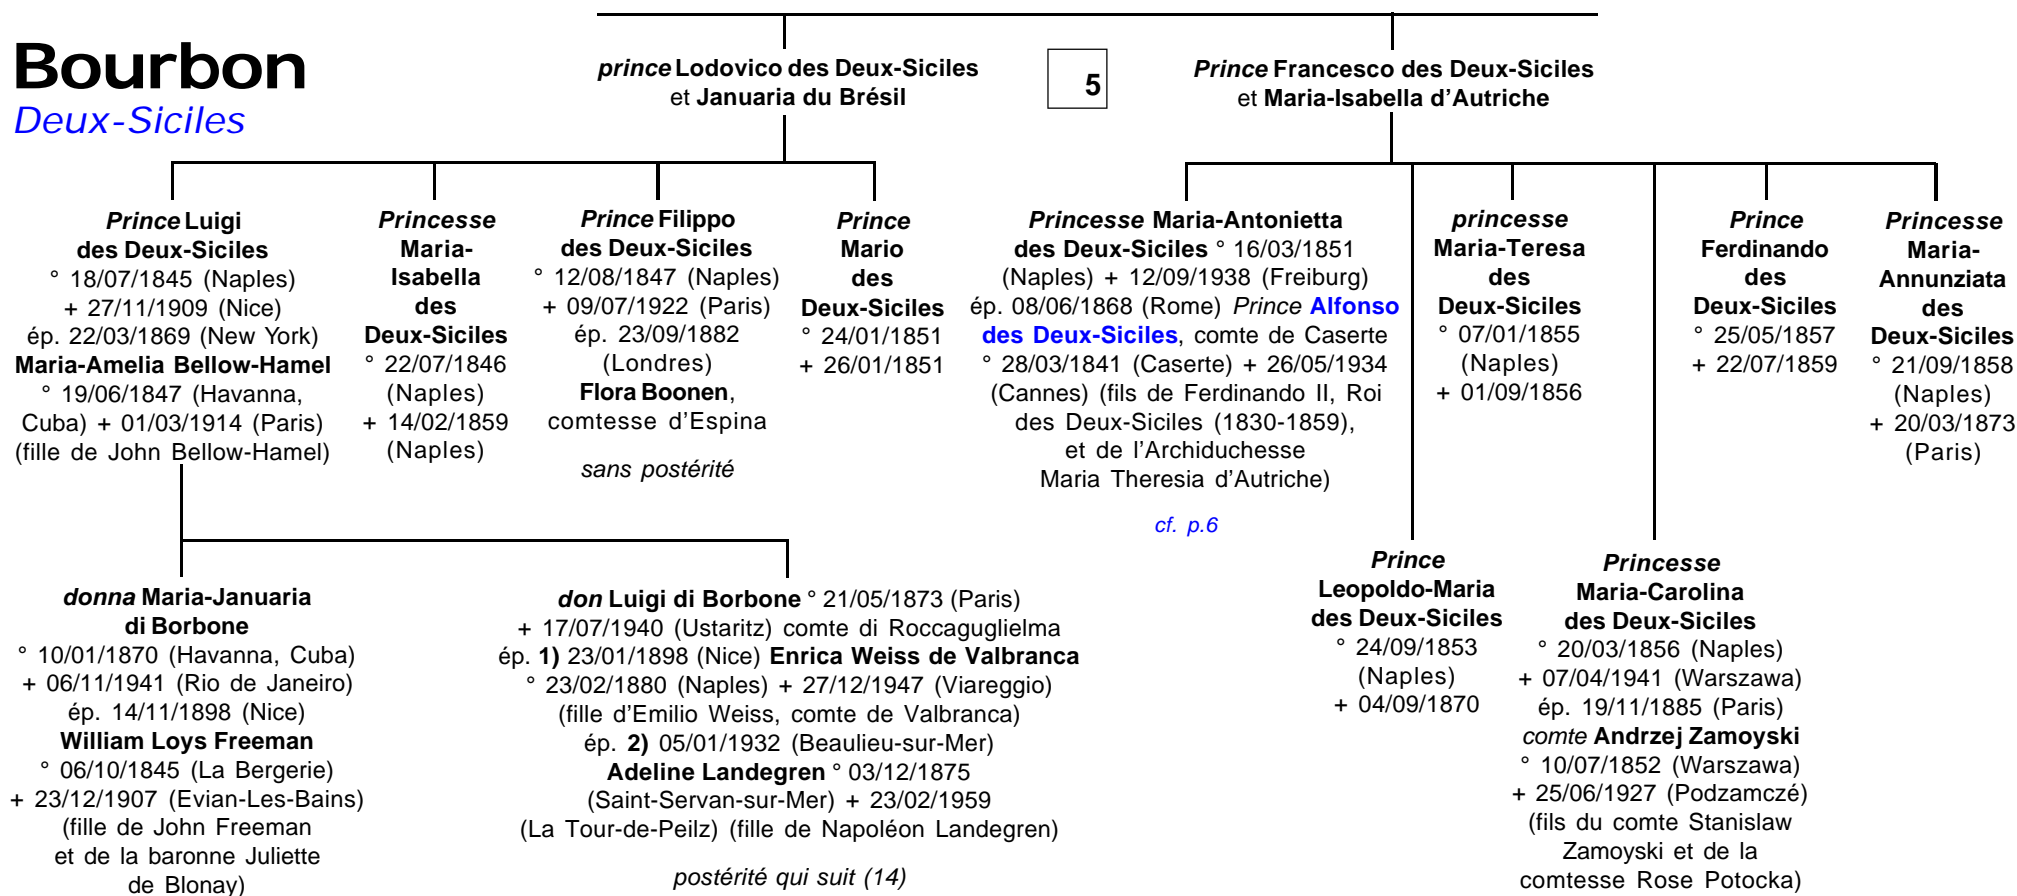 Bourbon
Deux-Siciles
prince Lodovico des Deux-Siciles
et Januaria du Brésil
5
Prince Francesco des Deux-Siciles
et Maria-Isabella d'Autriche
Prince Luigi
des Deux-Siciles
° 18/07/1845 (Naples)
+ 27/11/1909 (Nice)
ép. 22/03/1869 (New York)
Maria-Amelia Bellow-Hamel
° 19/06/1847 (Havanna,
Cuba) + 01/03/1914 (Paris)
(fille de John Bellow-Hamel)
Princesse
Maria-
Isabella
des
Deux-Siciles
° 22/07/1846
(Naples)
+ 14/02/1859
(Naples)
Prince Filippo
des Deux-Siciles
° 12/08/1847 (Naples)
+ 09/07/1922 (Paris)
ép. 23/09/1882
(Londres)
Flora Boonen,
comtesse d'Espina
sans postérité
Prince
Mario
des
Deux-Siciles
° 24/01/1851
+ 26/01/1851
Princesse Maria-Antonietta
des Deux-Siciles ° 16/03/1851
(Naples) + 12/09/1938 (Freiburg)
ép. 08/06/1868 (Rome) Prince Alfonso
des Deux-Siciles, comte de Caserte
° 28/03/1841 (Caserte) + 26/05/1934
(Cannes) (fils de Ferdinando II, Roi
des Deux-Siciles (1830-1859),
et de l'Archiduchesse
Maria Theresia d'Autriche)
cf. p.6
princesse
Maria-Teresa
des
Deux-Siciles
° 07/01/1855
(Naples)
+ 01/09/1856
Prince
Ferdinando
des
Deux-Siciles
° 25/05/1857
+ 22/07/1859
Princesse
Maria-
Annunziata
des
Deux-Siciles
° 21/09/1858
(Naples)
+ 20/03/1873
(Paris)
donna Maria-Januaria
di Borbone
° 10/01/1870 (Havanna, Cuba)
+ 06/11/1941 (Rio de Janeiro)
ép. 14/11/1898 (Nice)
William Loys Freeman
° 06/10/1845 (La Bergerie)
+ 23/12/1907 (Evian-Les-Bains)
(fille de John Freeman
et de la baronne Juliette
de Blonay)
don Luigi di Borbone ° 21/05/1873 (Paris)
+ 17/07/1940 (Ustaritz) comte di Roccaguglielma
ép. 1) 23/01/1898 (Nice) Enrica Weiss de Valbranca
° 23/02/1880 (Naples) + 27/12/1947 (Viareggio)
(fille d'Emilio Weiss, comte de Valbranca)
ép. 2) 05/01/1932 (Beaulieu-sur-Mer)
Adeline Landegren ° 03/12/1875
(Saint-Servan-sur-Mer) + 23/02/1959
(La Tour-de-Peilz) (fille de Napoléon Landegren)
postérité qui suit (14)
Prince
Leopoldo-Maria
des Deux-Siciles
° 24/09/1853
(Naples)
+ 04/09/1870
Princesse
Maria-Carolina
des Deux-Siciles
° 20/03/1856 (Naples)
+ 07/04/1941 (Warszawa)
ép. 19/11/1885 (Paris)
comte Andrzej Zamoyski
° 10/07/1852 (Warszawa)
+ 25/06/1927 (Podzamczé)
(fils du comte Stanislaw
Zamoyski et de la
comtesse Rose Potocka)